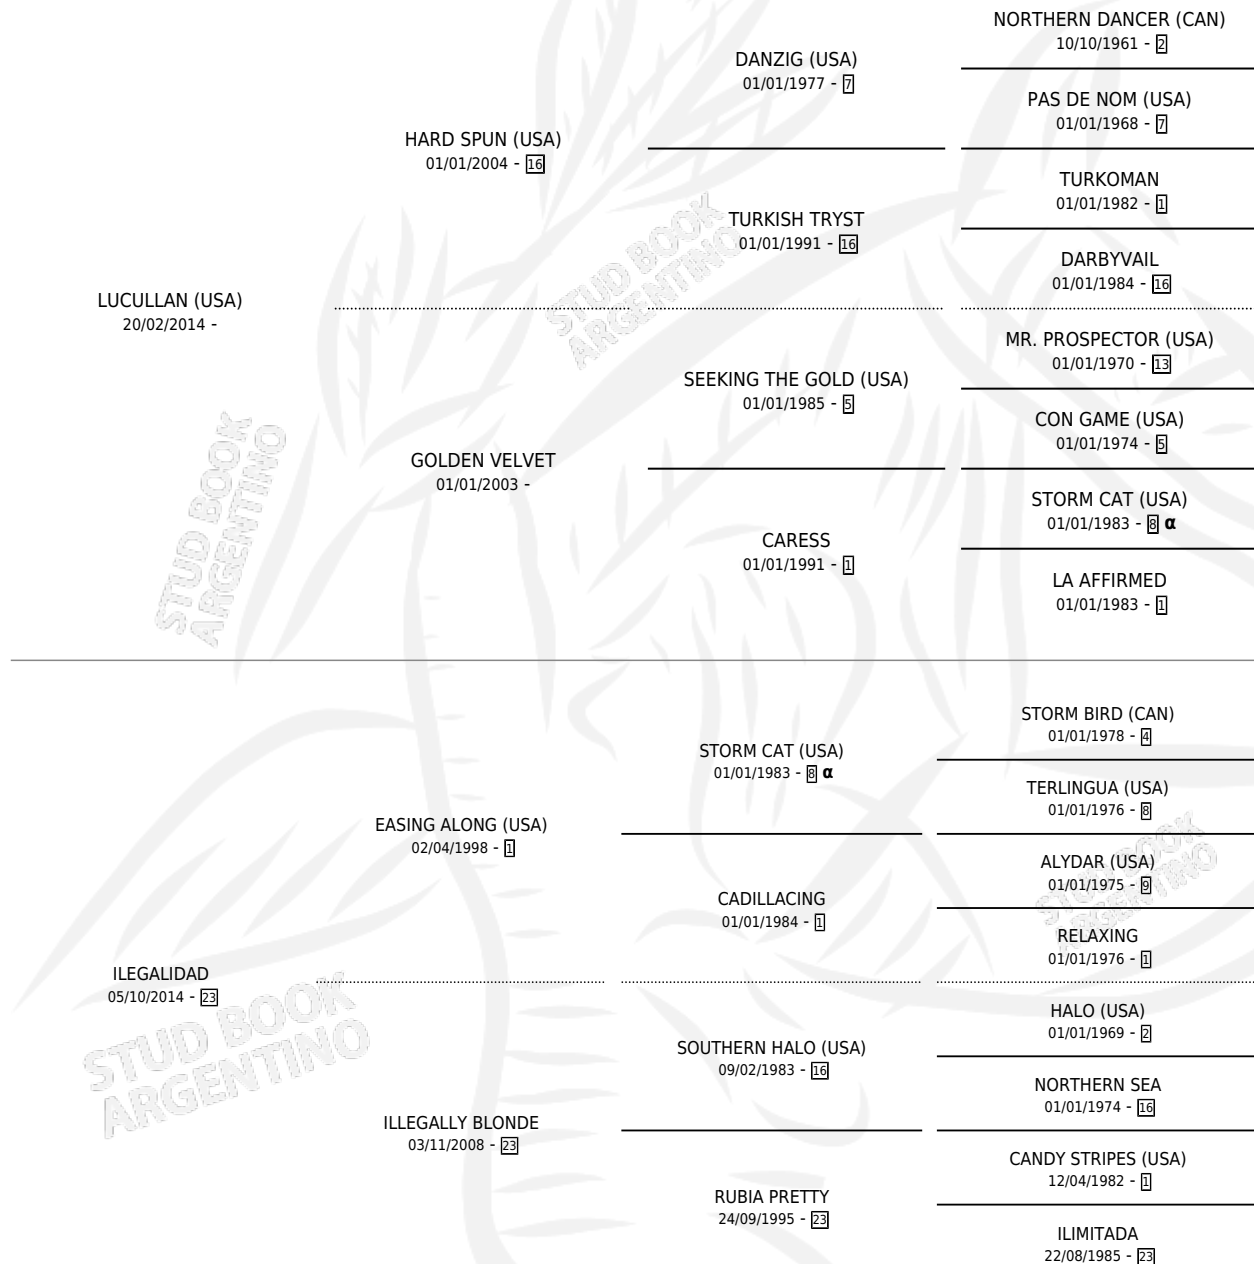 NORTHERN DANCER (CAN)
10/10/1961 - 2
DANZIG (USA)
01/01/1977 - 7
PAS DE NOM (USA)
01/01/1968 - 7
HARD SPUN (USA)
01/01/2004 - 16
TURKOMAN
01/01/1982 - 1
TURKISH TRYST
01/01/1991 - 16
DARBYVAIL
01/01/1984 - 16
LUCULLAN (USA)
20/02/2014 -
STUD BOOK
ARGENTINO
MR. PROSPECTOR (USA)
01/01/1970 - 13
SEEKING THE GOLD (USA)
01/01/1985 - 5
CON GAME (USA)
01/01/1974 - 5
GOLDEN VELVET
01/01/2003 -
STORM CAT (USA)
01/01/1983 - 8 α
CARESS
01/01/1991 - 1
LA AFFIRMED
01/01/1983 - 1
STUD BOOK
ARGENTINO
STORM BIRD (CAN)
01/01/1978 - 4
STORM CAT (USA)
01/01/1983 - 8 α
TERLINGUA (USA)
01/01/1976 - 8
EASING ALONG (USA)
02/04/1998 - 1
ALYDAR (USA)
01/01/1975 - 9
STUD BOOK
ARGENTINO
CADILLACING
01/01/1984 - 1
RELAXING
01/01/1976 - 1
ILEGALIDAD
05/10/2014 - 23
STUD BOOK
ARGENTINO
HALO (USA)
01/01/1969 - 2
SOUTHERN HALO (USA)
09/02/1983 - 16
NORTHERN SEA
01/01/1974 - 16
ILLEGALLY BLONDE
03/11/2008 - 23
CANDY STRIPES (USA)
12/04/1982 - 1
RUBIA PRETTY
24/09/1995 - 23
ILIMITADA
22/08/1985 - 23